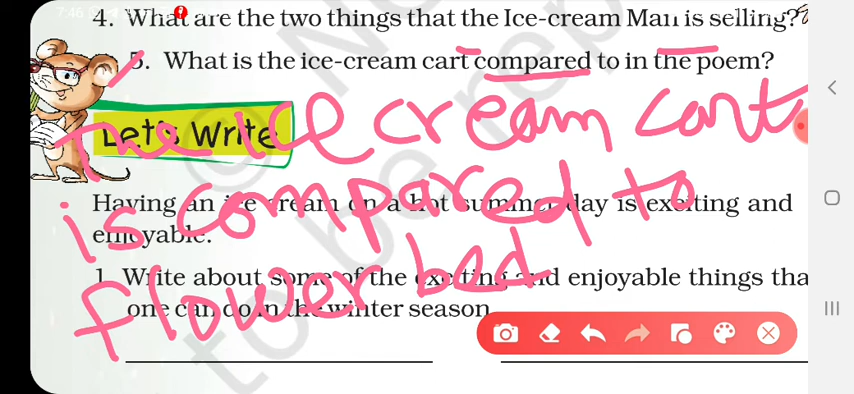 7:46
4. What are the two things that the Ice-cream Man is selling?
5. What is the ice-cream cart compared to in the poem?
The ice cream cart
Let's Write
is compared to
Having an ice cream on a hot summer day is exciting and
enjoyable.
flower bed
1. Write about some of the exciting and enjoyable things tha
one can do in the winter season